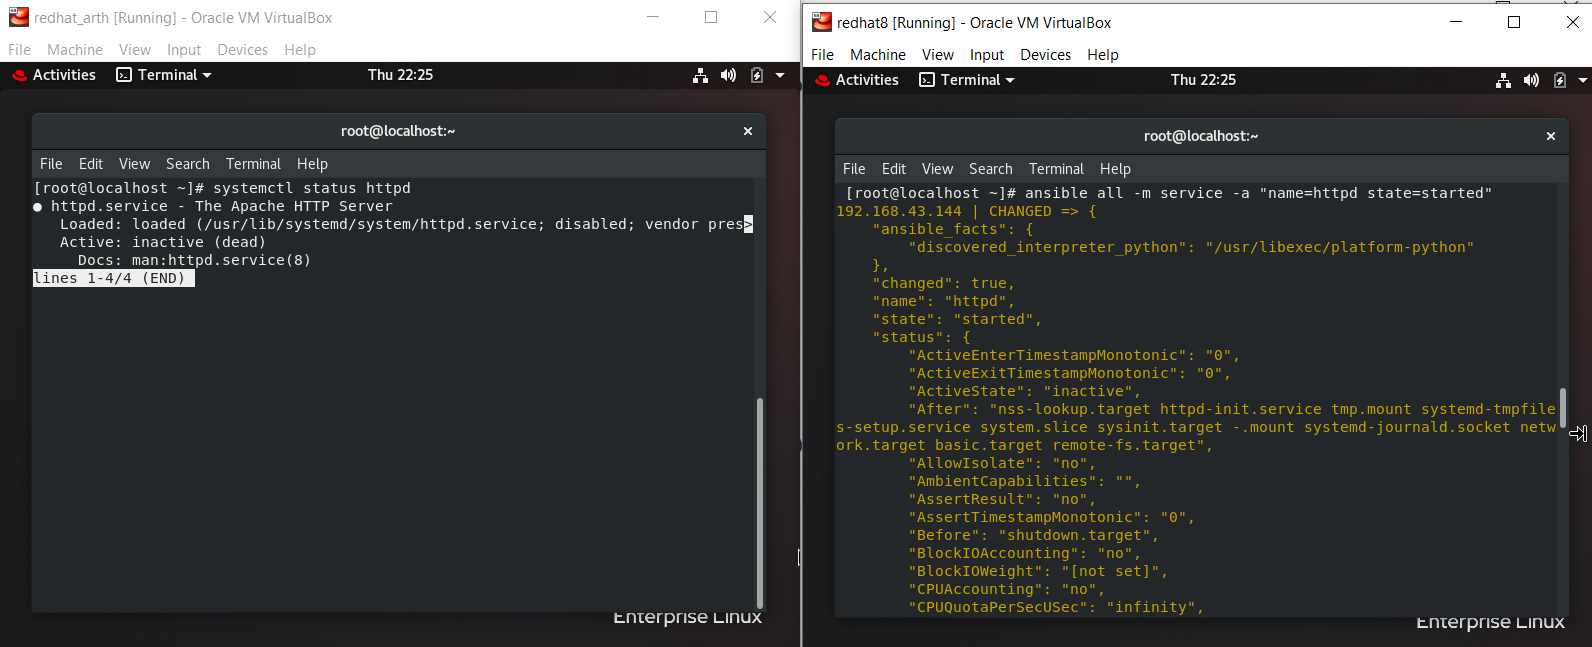 redhat_arth [Running] - Oracle VM VirtualBox
File Machine View Input Devices Help
Activities Terminal Thu 22:25
root@localhost:~
File Edit View Search Terminal Help
[root@localhost ~]# systemctl status httpd
● httpd.service - The Apache HTTP Server
Loaded: loaded (/usr/lib/systemd/system/httpd.service; disabled; vendor pres>
Active: inactive (dead)
Docs: man:httpd.service(8)
lines 1-4/4 (END)
Enterprise Linux
redhat8 [Running] - Oracle VM VirtualBox
File Machine View Input Devices Help
Activities Terminal Thu 22:25
root@localhost:~
File Edit View Search Terminal Help
[root@localhost ~]# ansible all -m service -a "name=httpd state=started"
192.168.43.144 | CHANGED => {
"ansible_facts": {
"discovered_interpreter_python": "/usr/libexec/platform-python"
},
"changed": true,
"name": "httpd",
"state": "started",
"status": {
"ActiveEnterTimestampMonotonic": "0",
"ActiveExitTimestampMonotonic": "0",
"ActiveState": "inactive",
"After": "nss-lookup.target httpd-init.service tmp.mount systemd-tmpfile
s-setup.service system.slice sysinit.target -.mount systemd-journald.socket netw
ork.target basic.target remote-fs.target",
"AllowIsolate": "no",
"AmbientCapabilities": "",
"AssertResult": "no",
"AssertTimestampMonotonic": "0",
"Before": "shutdown.target",
"BlockIOAccounting": "no",
"BlockIOWeight": "[not set]",
"CPUAccounting": "no",
"CPUQuotaPerSecUSec": "infinity",
Enterprise Linux